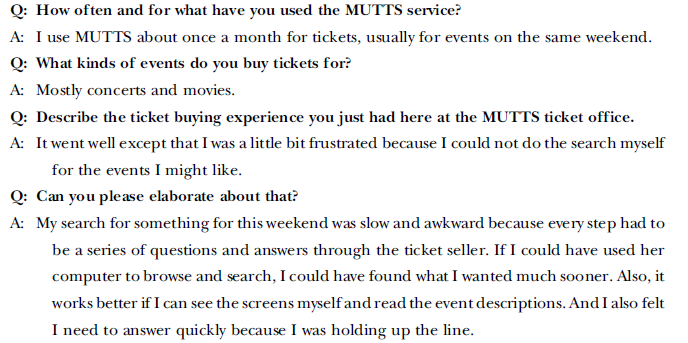 Q: How often and for what have you used the MUTTS service?
A: I use MUTTS about once a month for tickets, usually for events on the same weekend.
Q: What kinds of events do you buy tickets for?
A: Mostly concerts and movies.
Q: Describe the ticket buying experience you just had here at the MUTTS ticket office.
A: It went well except that I was a little bit frustrated because I could not do the search myself
for the events I might like.
Q: Can you please elaborate about that?
A: My search for something for this weekend was slow and awkward because every step had to
be a series of questions and answers through the ticket seller. If I could have used her
computer to browse and search, I could have found what I wanted much sooner. Also, it
works better if I can see the screens myself and read the event descriptions. And I also felt
I need to answer quickly because I was holding up the line.